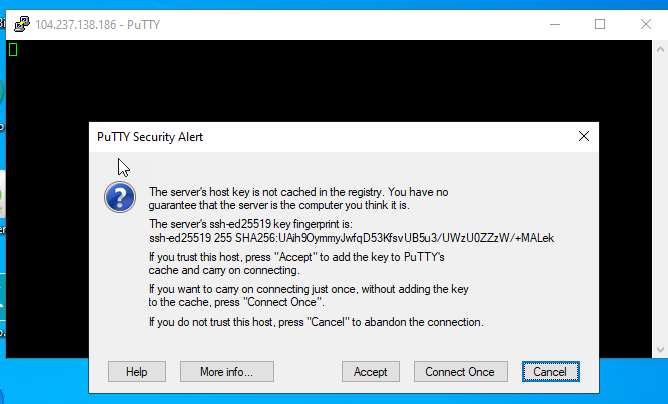 104.237.138.186 - PuTTY
PuTTY Security Alert
The server's host key is not cached in the registry. You have no
guarantee that the server is the computer you think it is.
The server's ssh-ed25519 key fingerprint is:
ssh-ed25519 255 SHA256:UAih9OymmyJwfqD53KfsvUB5u3/UWzU0ZZzW/+MALek
If you trust this host, press "Accept" to add the key to PuTTY's
cache and carry on connecting.
If you want to carry on connecting just once, without adding the key
to the cache, press "Connect Once".
If you do not trust this host, press "Cancel" to abandon the connection.
Help
More info...
Accept
Connect Once
Cancel